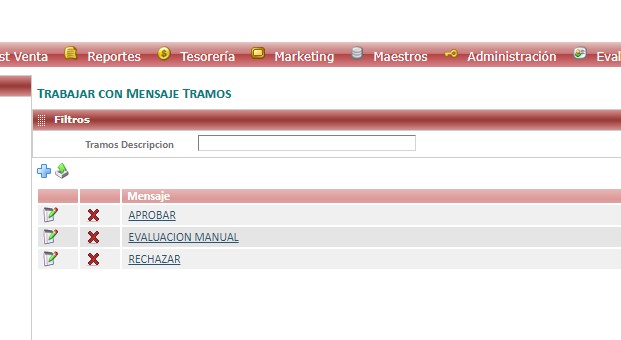 st Venta Reportes Tesorería Marketing Maestros Administración Eval
TRABAJAR CON MENSAJE TRAMOS
Filtros
Tramos Descripcion
Mensaje
APROBAR
EVALUACION MANUAL
RECHAZAR